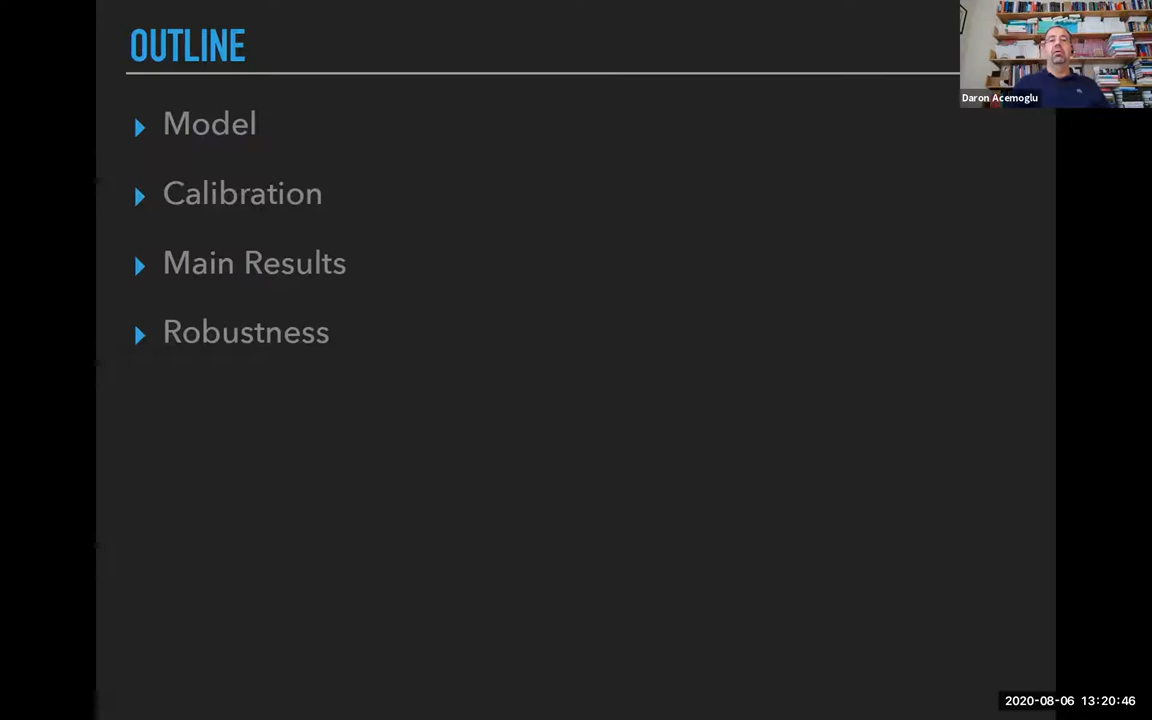 OUTLINE
Model
Calibration
Main Results
Robustness
Daron Acemoglu
2020-08-06 13:20:46